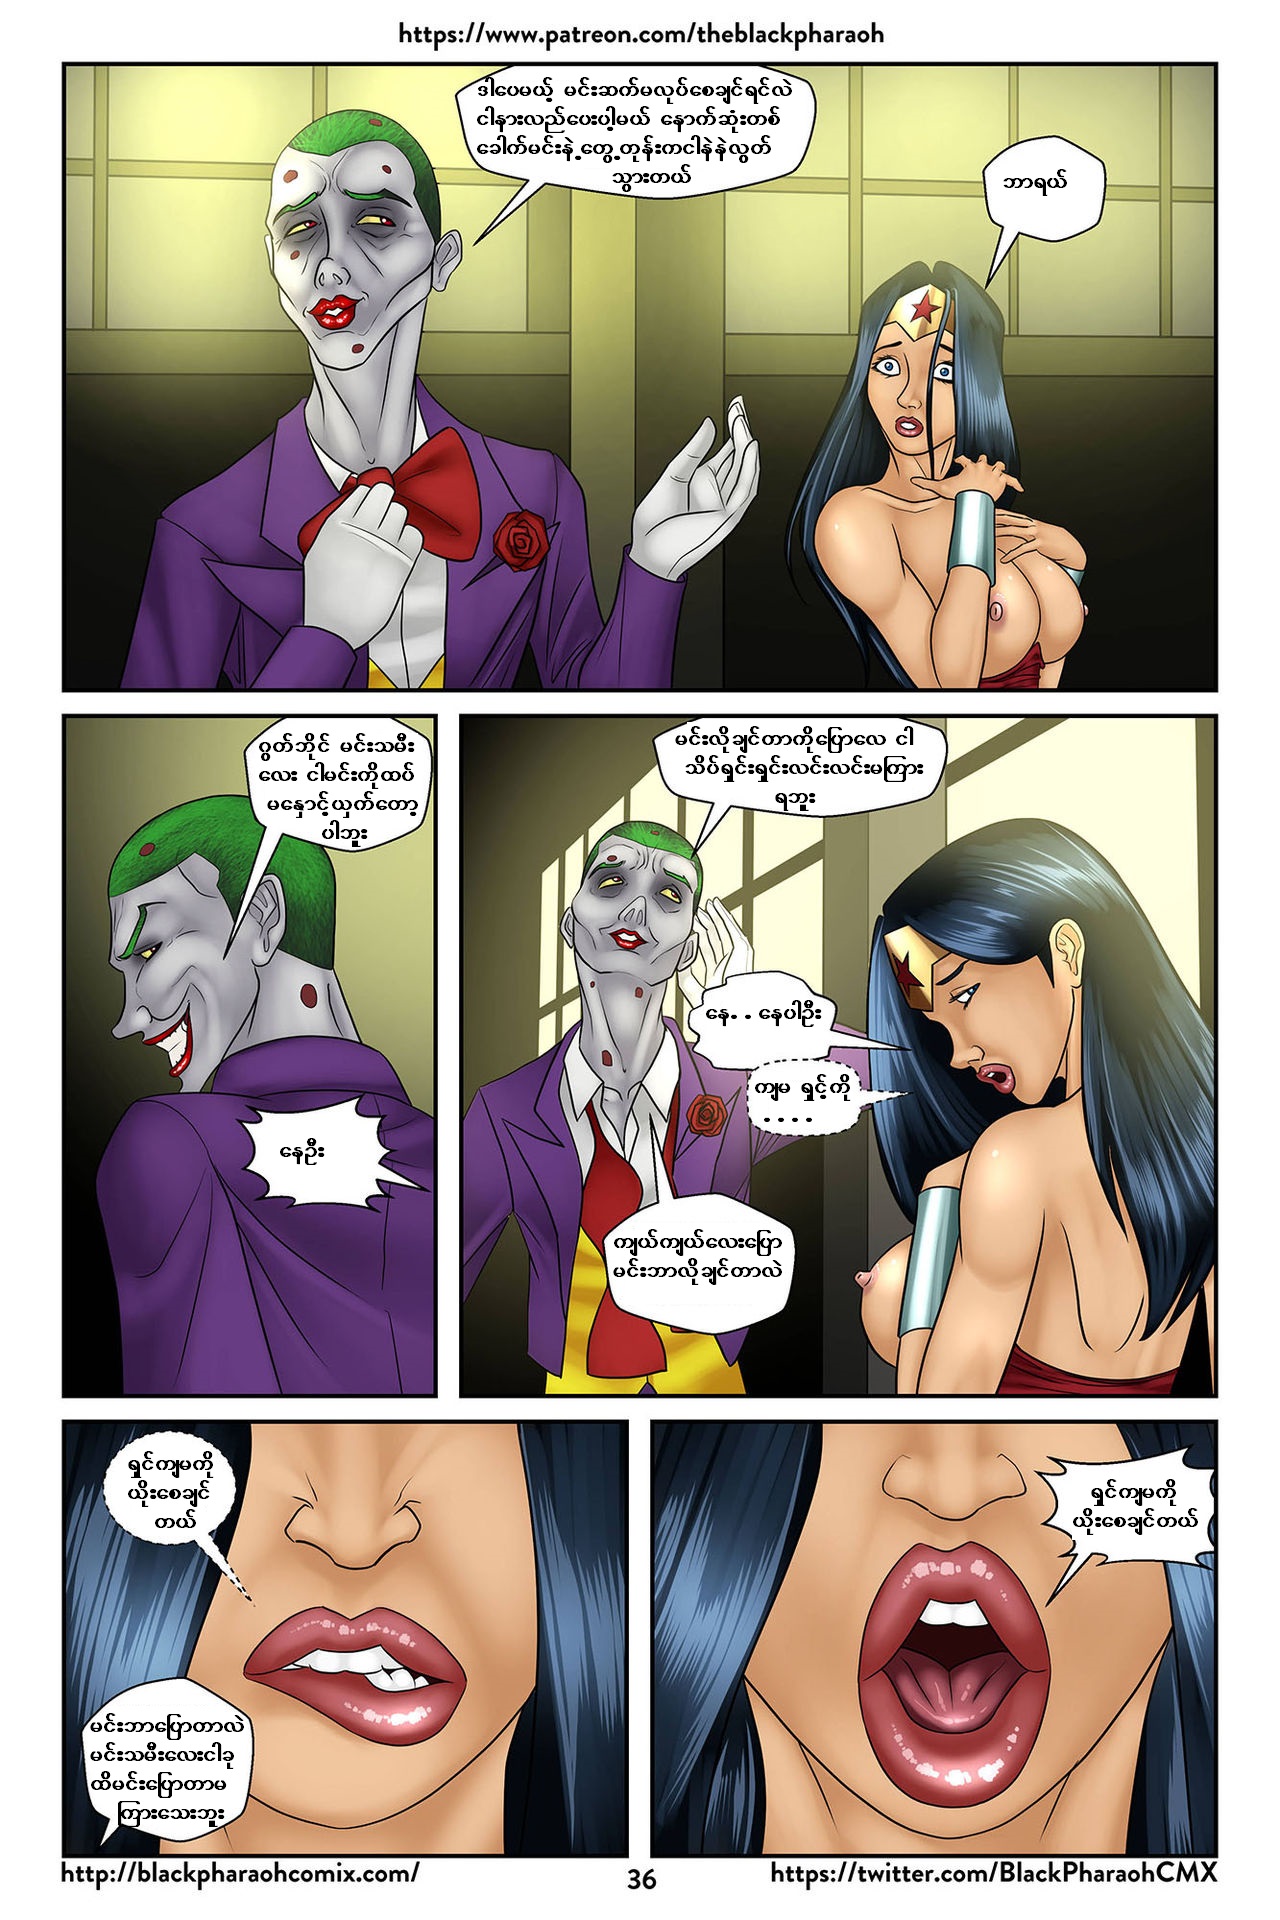 https://www.patreon.com/theblackpharaoh
ဒါပေမယ့် မင်းဆက်မလုပ်စေချင်ရင်လဲ
ငါနားလည်ပေးပါ့မယ် နောက်ဆုံးတစ်
ခေါက်မင်းနဲ့တွေ့တုန်းကငါနဲနဲလွတ်
သွားတယ်
ဘာရယ်
ဂွတ်ဘိုင် မင်းသမီး
လေး ငါမင်းကိုထပ်
မနှောင့်ယှက်တော့
ပါဘူး
နေဦး
မင်းလိုချင်တာကိုပြောလေ ငါ
သိပ်ရှင်းရှင်းလင်းလင်းမကြား
ရဘူး
နေ. . နေပါဦး
ကျမ ရှင့်ကို
. . . .
ကျယ်ကျယ်လေးပြော
မင်းဘာလိုချင်တာလဲ
ရှင်ကျမကို
ယိုးစေချင်
တယ်
မင်းဘာပြောတာလဲ
မင်းသမီးလေးငါခု
ထိမင်းပြောတာမ
ကြားသေးဘူး
ရှင်ကျမကို
ယိုးစေချင်တယ်
http://blackpharaohcomix.com/
36
https://twitter.com/BlackPharaohCMX